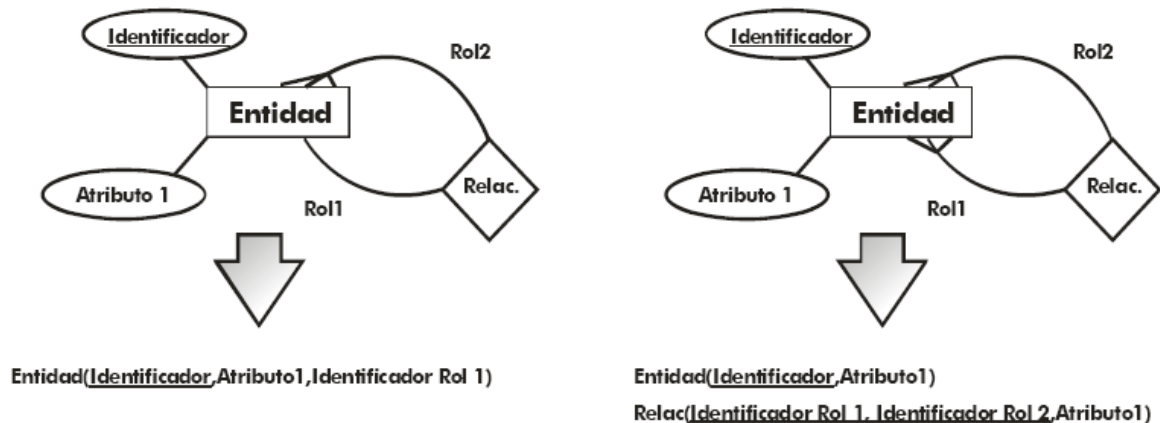 Identificador
Rol2
Entidad
Atributo 1
Relac.
Rol1
Entidad(Identificador,Atributo1,Identificador Rol 1)
Identificador
Rol2
Entidad
Atributo 1
Relac.
Rol1
Entidad(Identificador,Atributo1)
Relac(Identificador Rol 1, Identificador Rol 2,Atributo1)